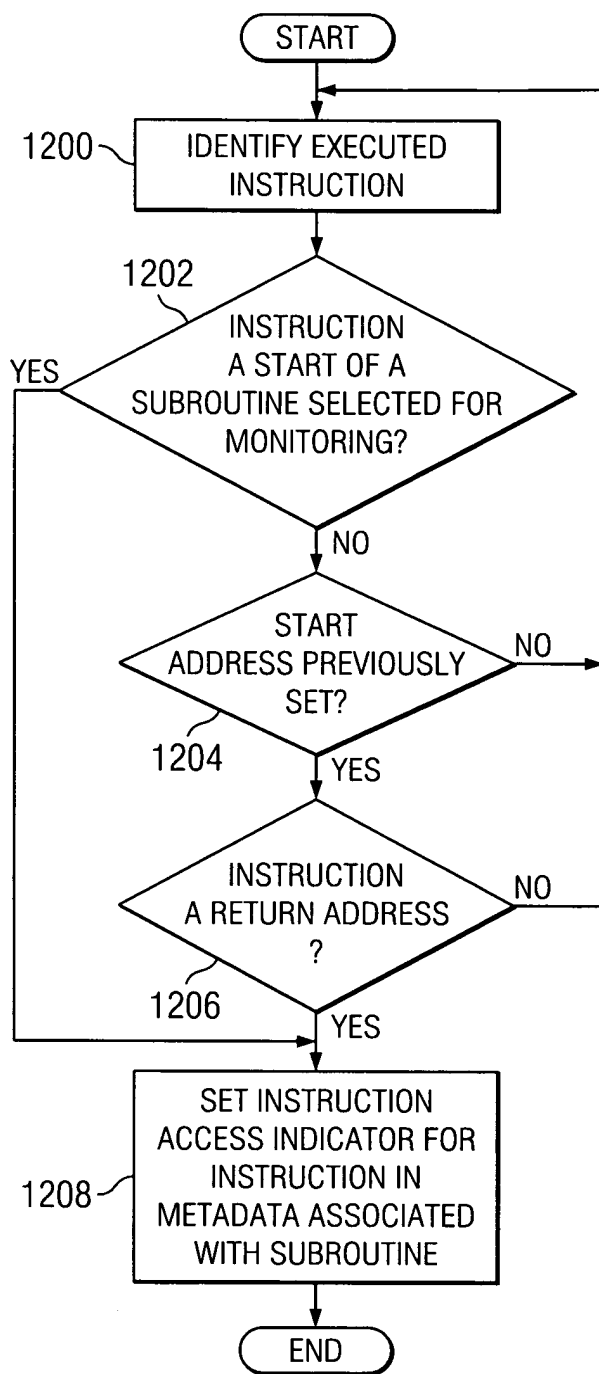 START
1200
IDENTIFY EXECUTED
INSTRUCTION
1202
INSTRUCTION
A START OF A
SUBROUTINE SELECTED FOR
MONITORING?
YES
NO
START
ADDRESS PREVIOUSLY
SET?
NO
1204
YES
INSTRUCTION
A RETURN ADDRESS
?
NO
1206
YES
SET INSTRUCTION
ACCESS INDICATOR FOR
INSTRUCTION IN
METADATA ASSOCIATED
WITH SUBROUTINE
1208
END